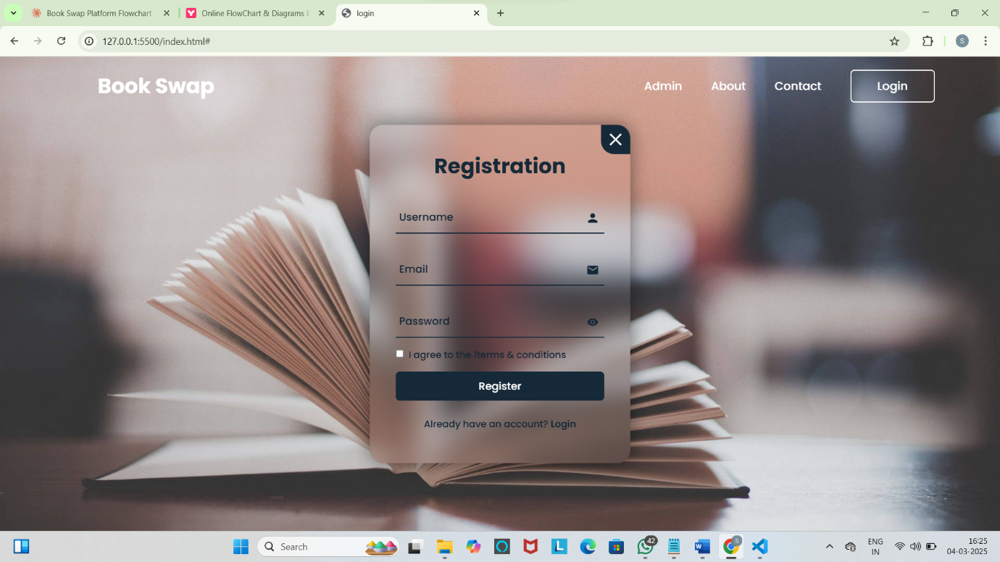 Book Swap Platform Flowchart
Online FlowChart & Diagrams E
login
127.0.0.1:5500/index.html#
S
Book Swap
Admin About Contact Login
Registration
Username
Email
Password
I agree to the Iterms & conditions
Register
Already have an account? Login
Search
L
42
S
W
ENG
IN
16:25
04-03-2025